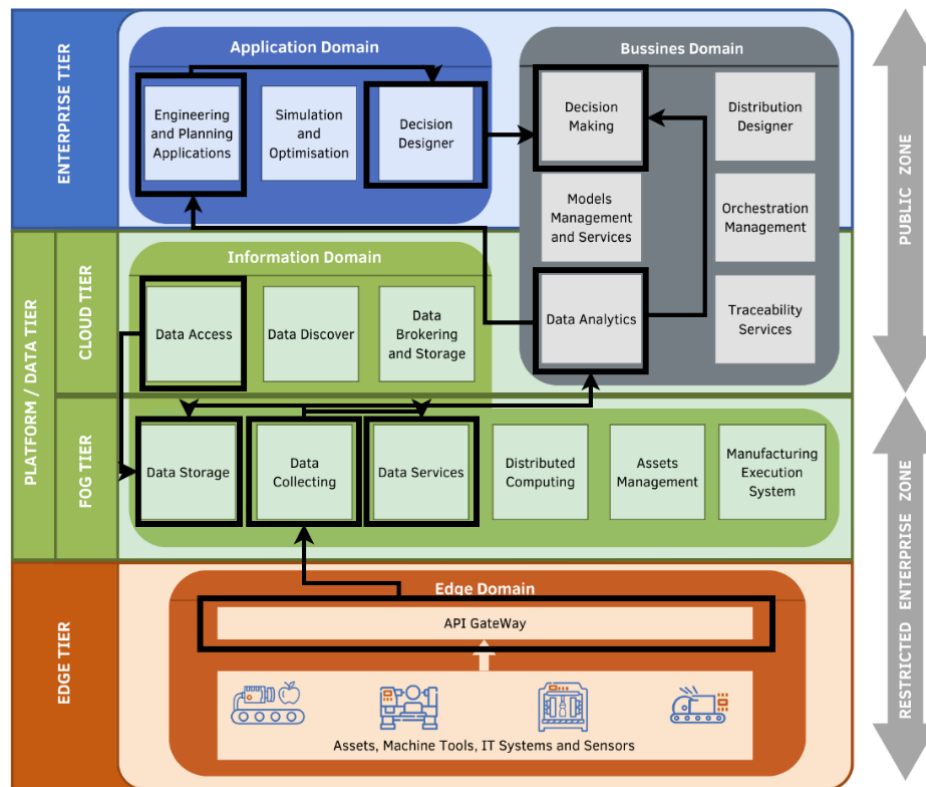 ENTERPRISE TIER
Application Domain
Engineering
and Planning
Applications
Simulation
and
Optimisation
Decision
Designer
Bussines Domain
Decision
Making
Distribution
Designer
Models
Management
and Services
Orchestration
Management
Data Analytics
Traceability
Services
PUBLIC ZONE
PLATFORM / DATA TIER
CLOUD TIER
Information Domain
Data Access
Data Discover
Data
Brokering
and Storage
FOG TIER
Data Storage
Data
Collecting
Data Services
Distributed
Computing
Assets
Management
Manufacturing
Execution
System
RESTRICTED ENTERPRISE ZONE
EDGE TIER
Edge Domain
API GateWay
Assets, Machine Tools, IT Systems and Sensors